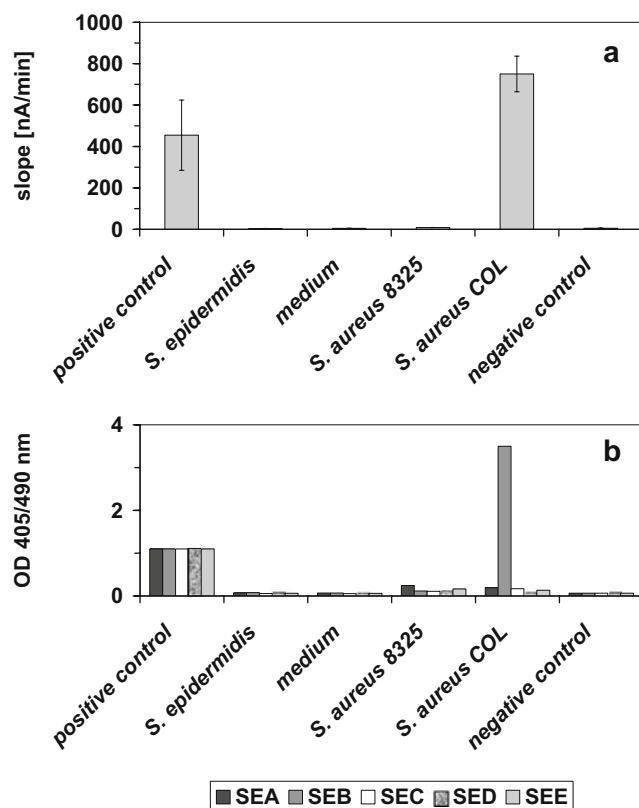 1000
a
800
600
400
200
0
slope [nA/min]
positive control
S. epidermidis
medium
S. aureus 8325
S. aureus COL
negative control
4
b
2
0
OD 405/490 nm
positive control
S. epidermidis
medium
S. aureus 8325
S. aureus COL
negative control
SEA SEB SEC SED SEE